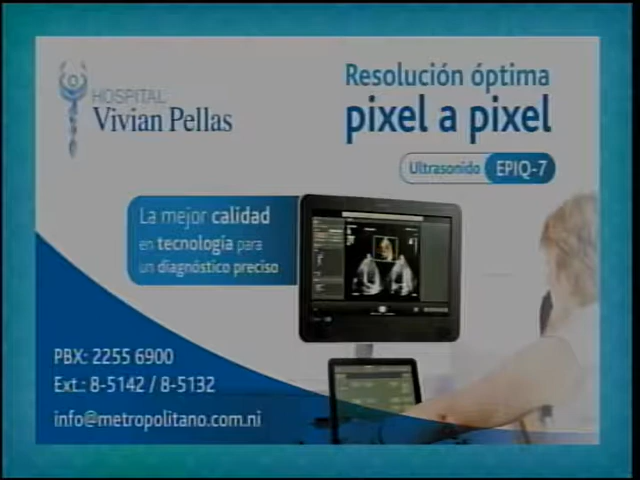 HOSPITAL
Vivian Pellas
Resolución óptima
pixel a pixel
Ultrasonido EPIQ-7
La mejor calidad
en tecnología para
un diagnóstico preciso
PBX: 2255 6900
Ext.: 8-5142 / 8-5132
info@metropolitano.com.ni